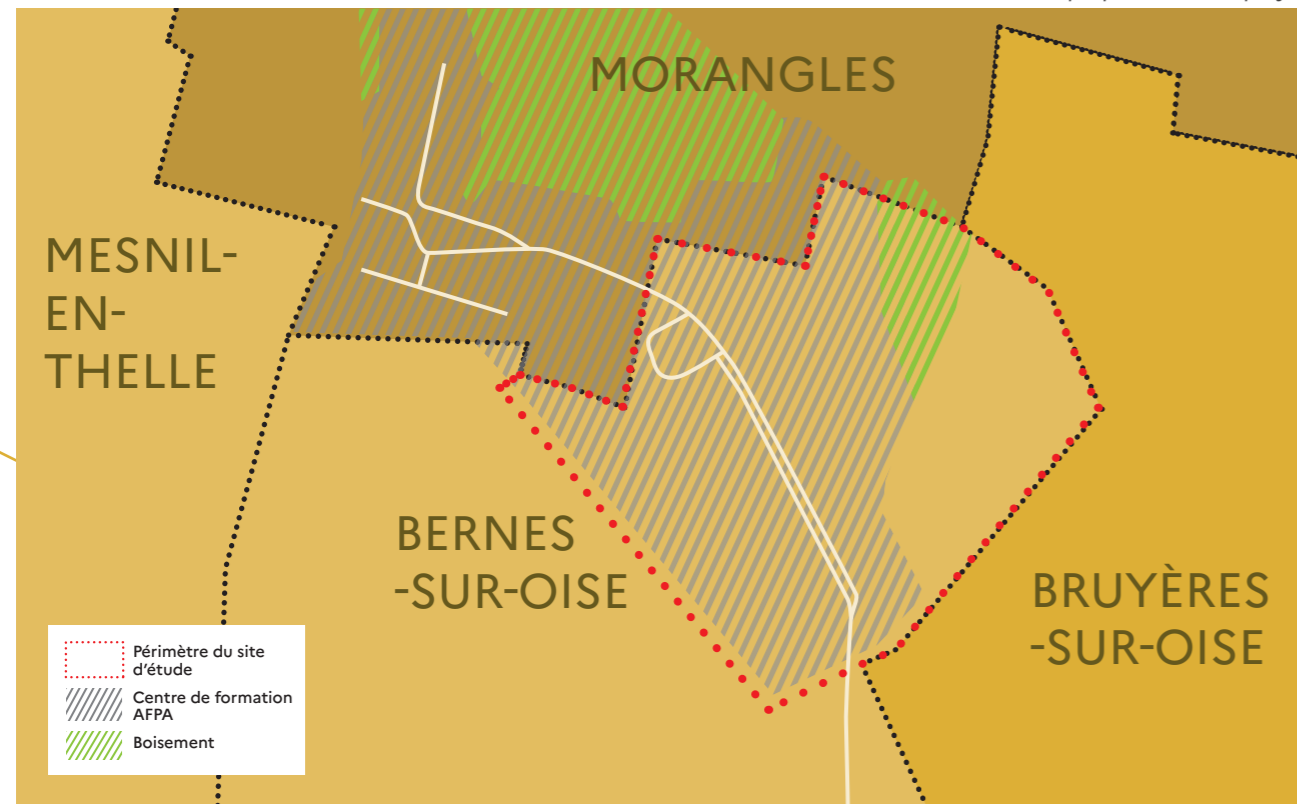 MORANGLES
MESNIL-
EN-
THELLE
BERNES
-SUR-OISE
BRUYÈRES
-SUR-OISE
Périmètre du site
d'étude
Centre de formation
AFPA
Boisement